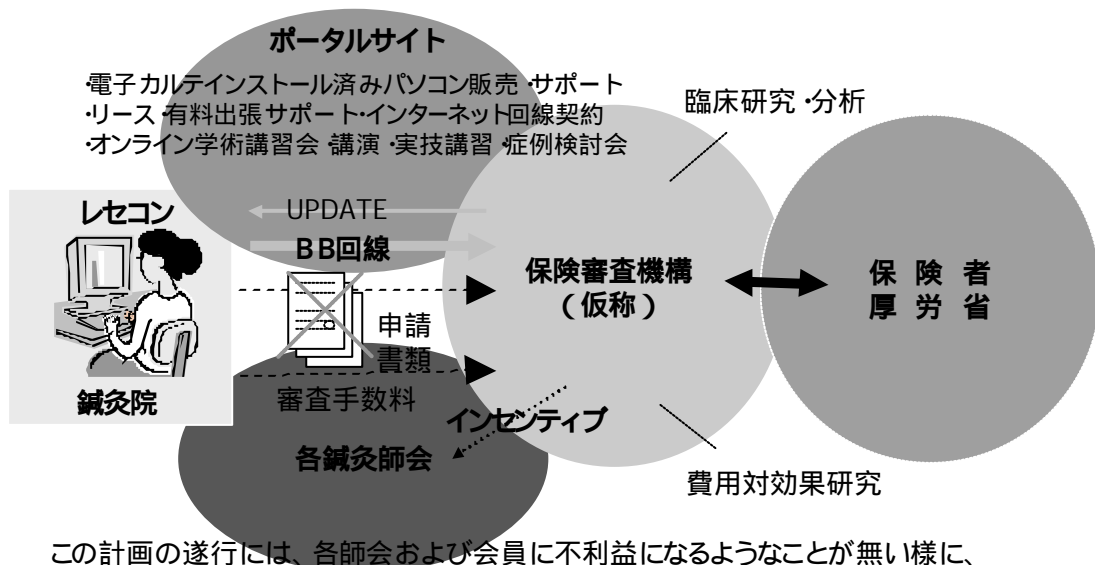 ポータルサイト
・電子カルテインストール済みパソコン販売・サポート
・リース・有料出張サポート・インターネット回線契約
・オンライン学術講習会・講演・実技講習・症例検討会
臨床研究・分析
レセコン
UPDATE
BB回線
保険審査機構
(仮称)
保険者
厚労省
申請
書類
鍼灸院
審査手数料
インセンティブ
各鍼灸師会
費用対効果研究
この計画の遂行には、各師会および会員に不利益になるようなことが無い様に、